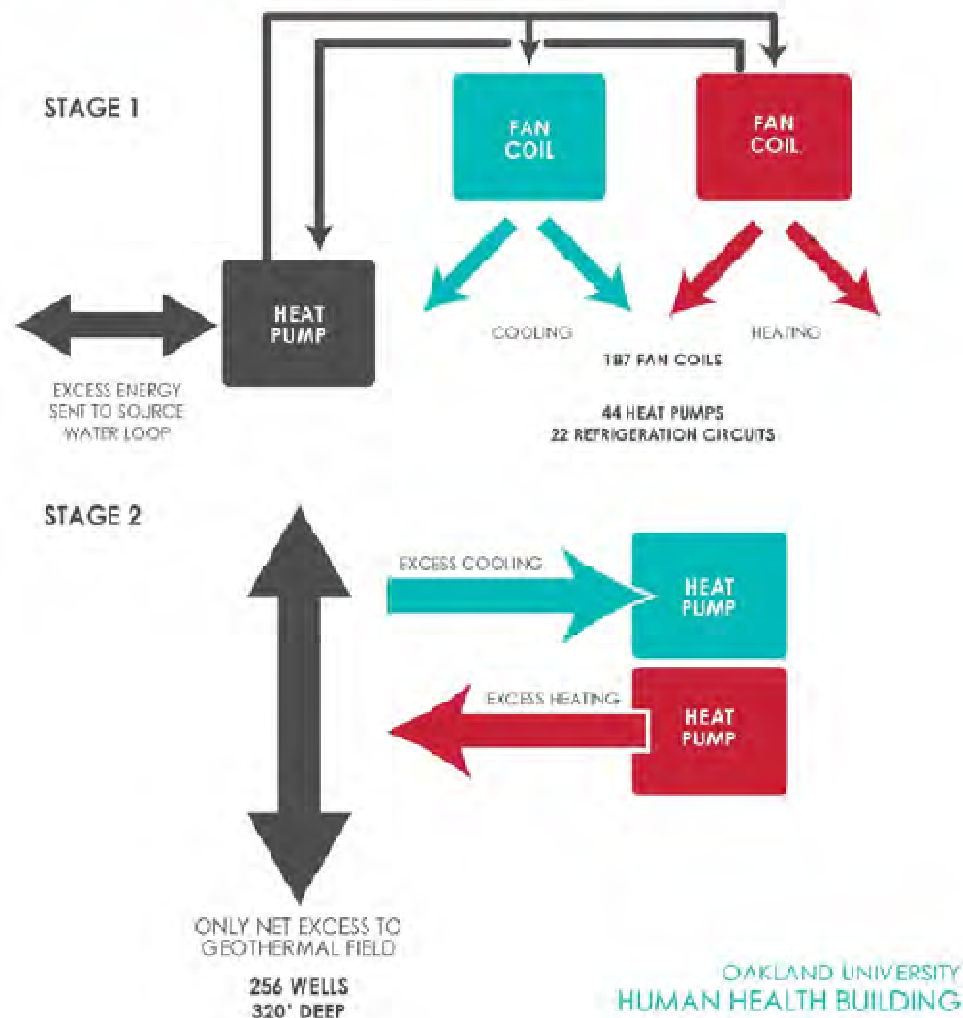 STAGE 1
FAN
COIL
FAN
COIL
HEAT
PUMP
COOLING
HEATING
187 FAN COILS
EXCESS ENERGY
SENT TO SOURCE
WATER LOOP
44 HEAT PUMPS
22 REFRIGERATION CIRCUITS
STAGE 2
EXCESS COOLING
HEAT
PUMP
EXCESS HEATING
HEAT
PUMP
ONLY NET EXCESS TO
GEOTHERMAL FIELD
256 WELLS
320' DEEP
OAKLAND UNIVERSITY
HUMAN HEALTH BUILDING